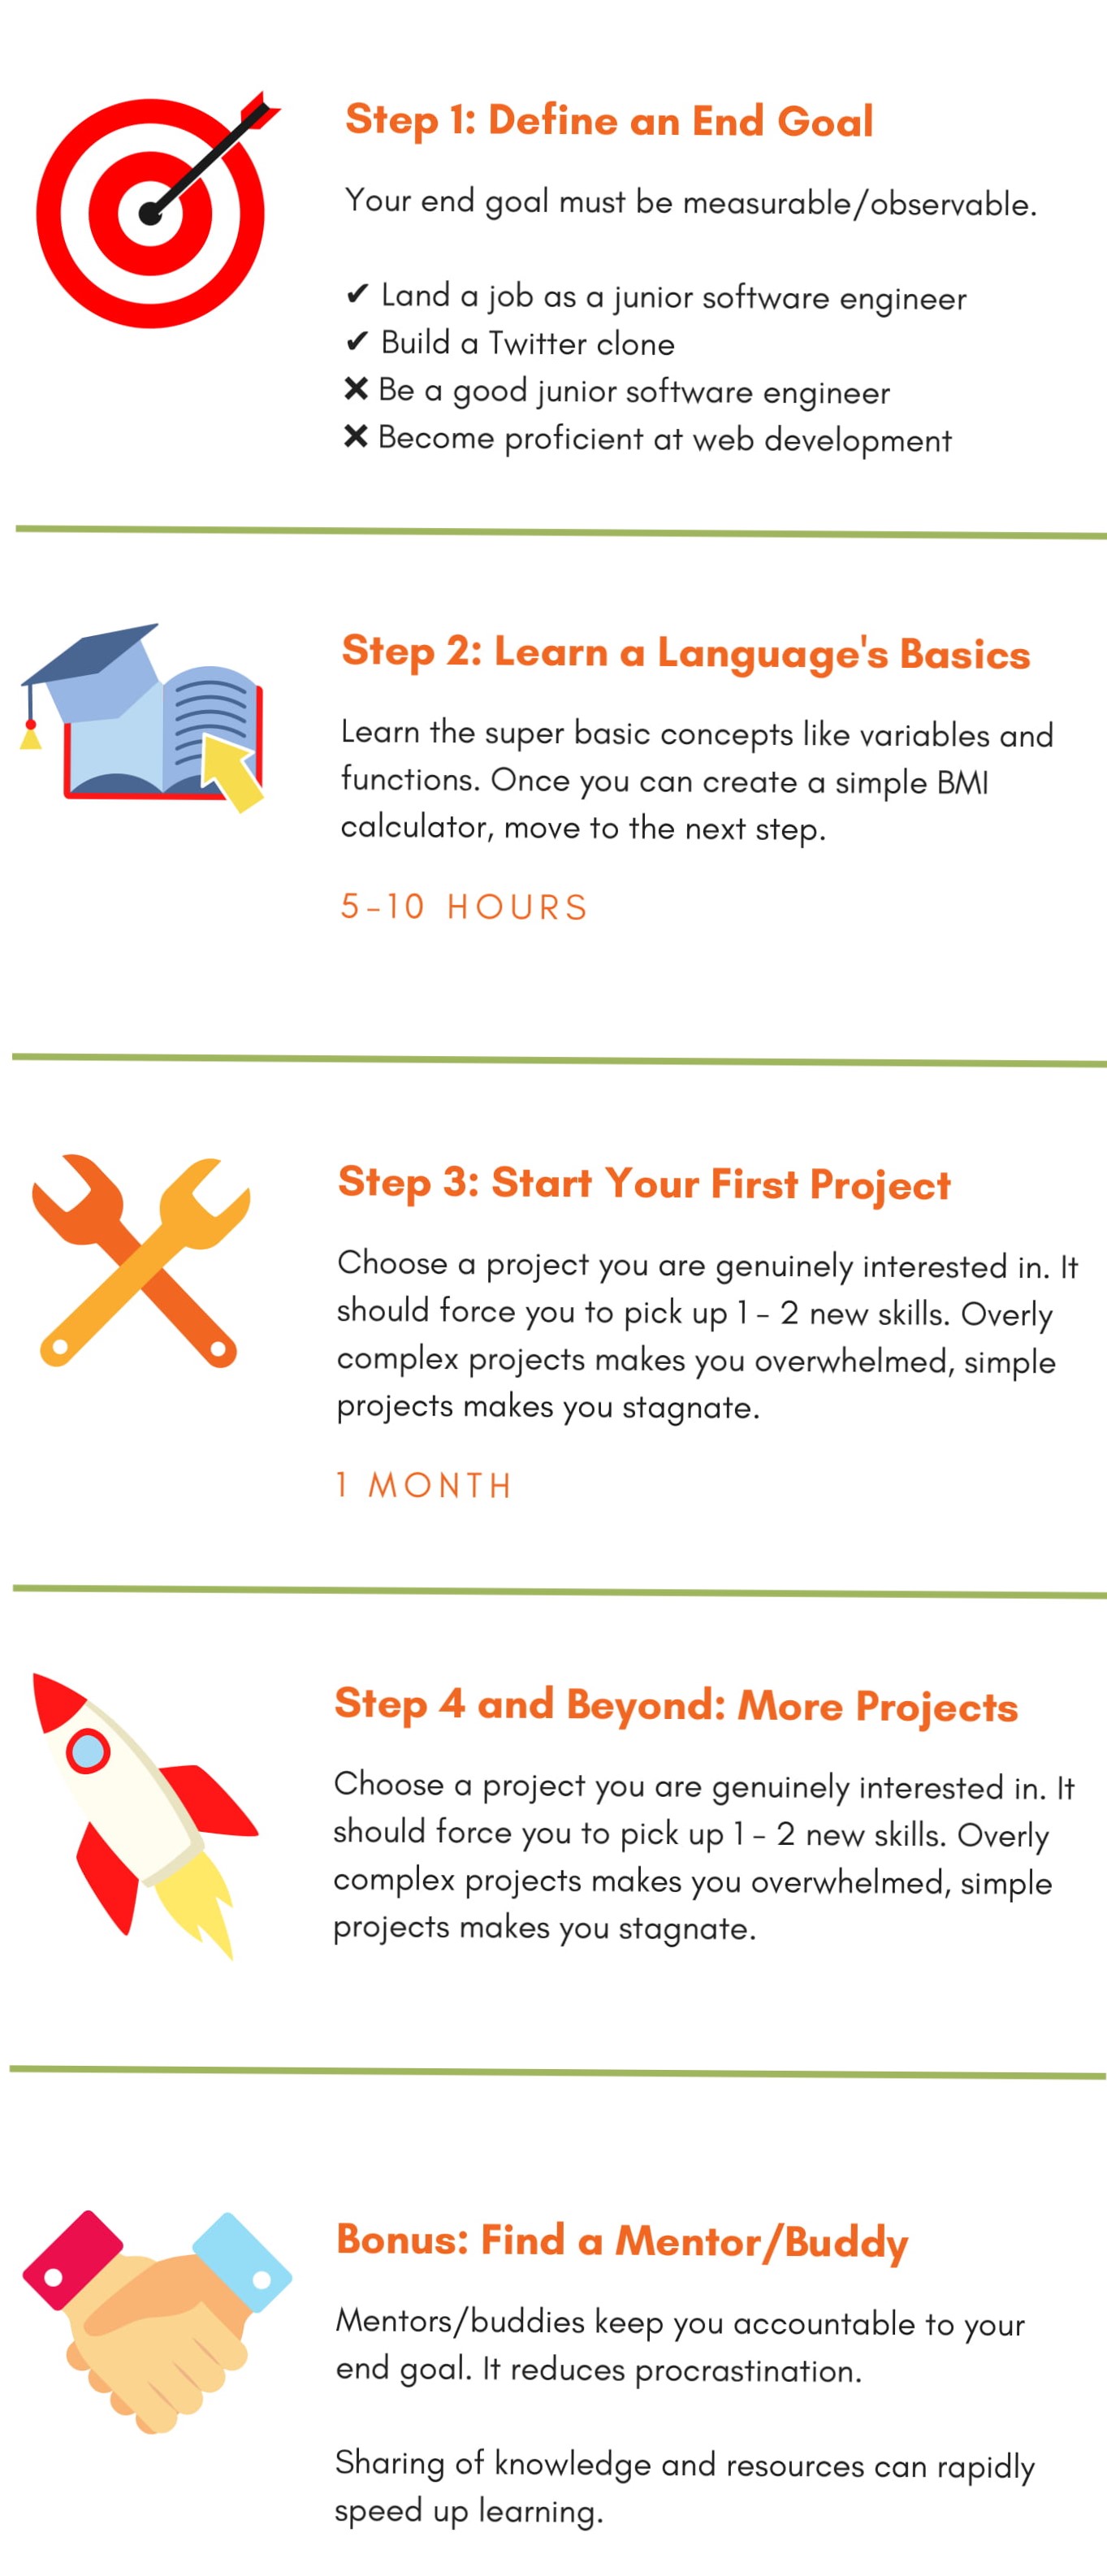 Step 1: Define an End Goal
Your end goal must be measurable/observable.
✔ Land a job as a junior software engineer
✔ Build a Twitter clone
✖ Be a good junior software engineer
✖ Become proficient at web development
Step 2: Learn a Language's Basics
Learn the super basic concepts like variables and
functions. Once you can create a simple BMI
calculator, move to the next step.
5-10 HOURS
Step 3: Start Your First Project
Choose a project you are genuinely interested in. It
should force you to pick up 1 - 2 new skills. Overly
complex projects makes you overwhelmed, simple
projects makes you stagnate.
1 MONTH
Step 4 and Beyond: More Projects
Choose a project you are genuinely interested in. It
should force you to pick up 1 - 2 new skills. Overly
complex projects makes you overwhelmed, simple
projects makes you stagnate.
Bonus: Find a Mentor/Buddy
Mentors/buddies keep you accountable to your
end goal. It reduces procrastination.
Sharing of knowledge and resources can rapidly
speed up learning.